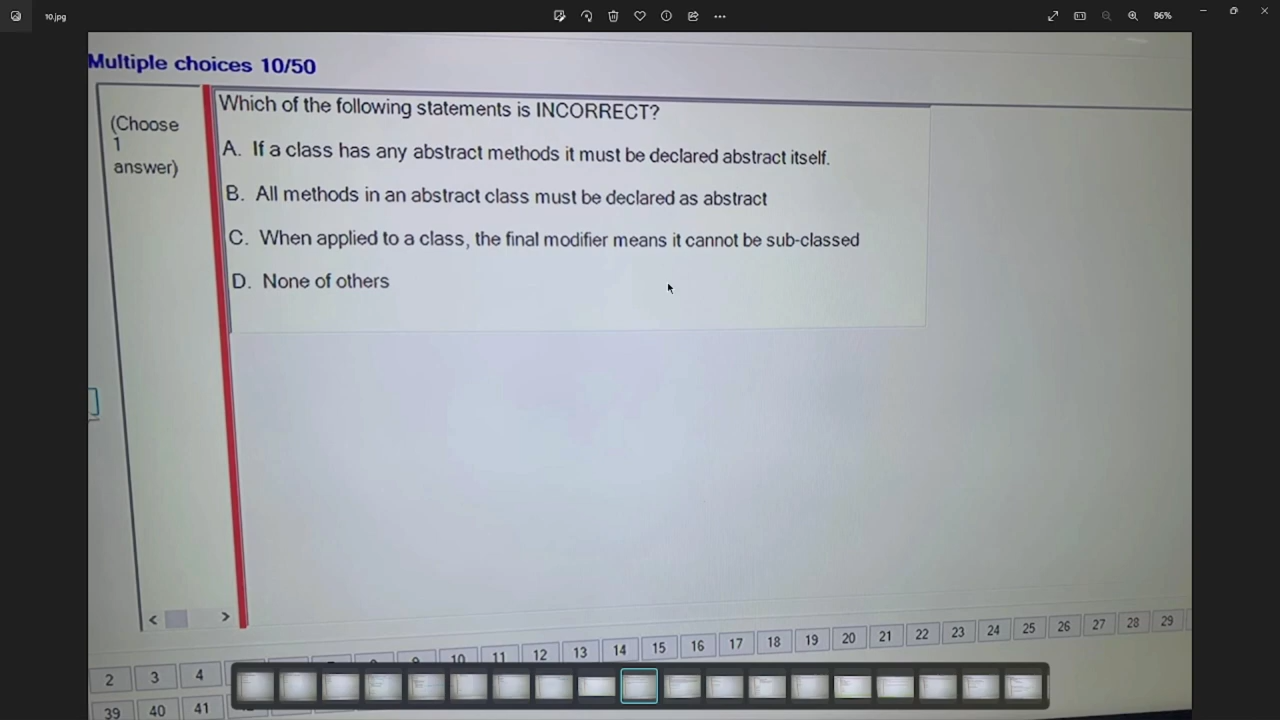 10.jpg
86%
Multiple choices 10/50
(Choose
1
answer)
Which of the following statements is INCORRECT?
A. If a class has any abstract methods it must be declared abstract itself.
B. All methods in an abstract class must be declared as abstract
C. When applied to a class, the final modifier means it cannot be sub-classed
D. None of others
2 3 4 9 10 11 12 13 14 15 16 17 18 19 20 21 22 23 24 25 26 27 28 29
39 40 41